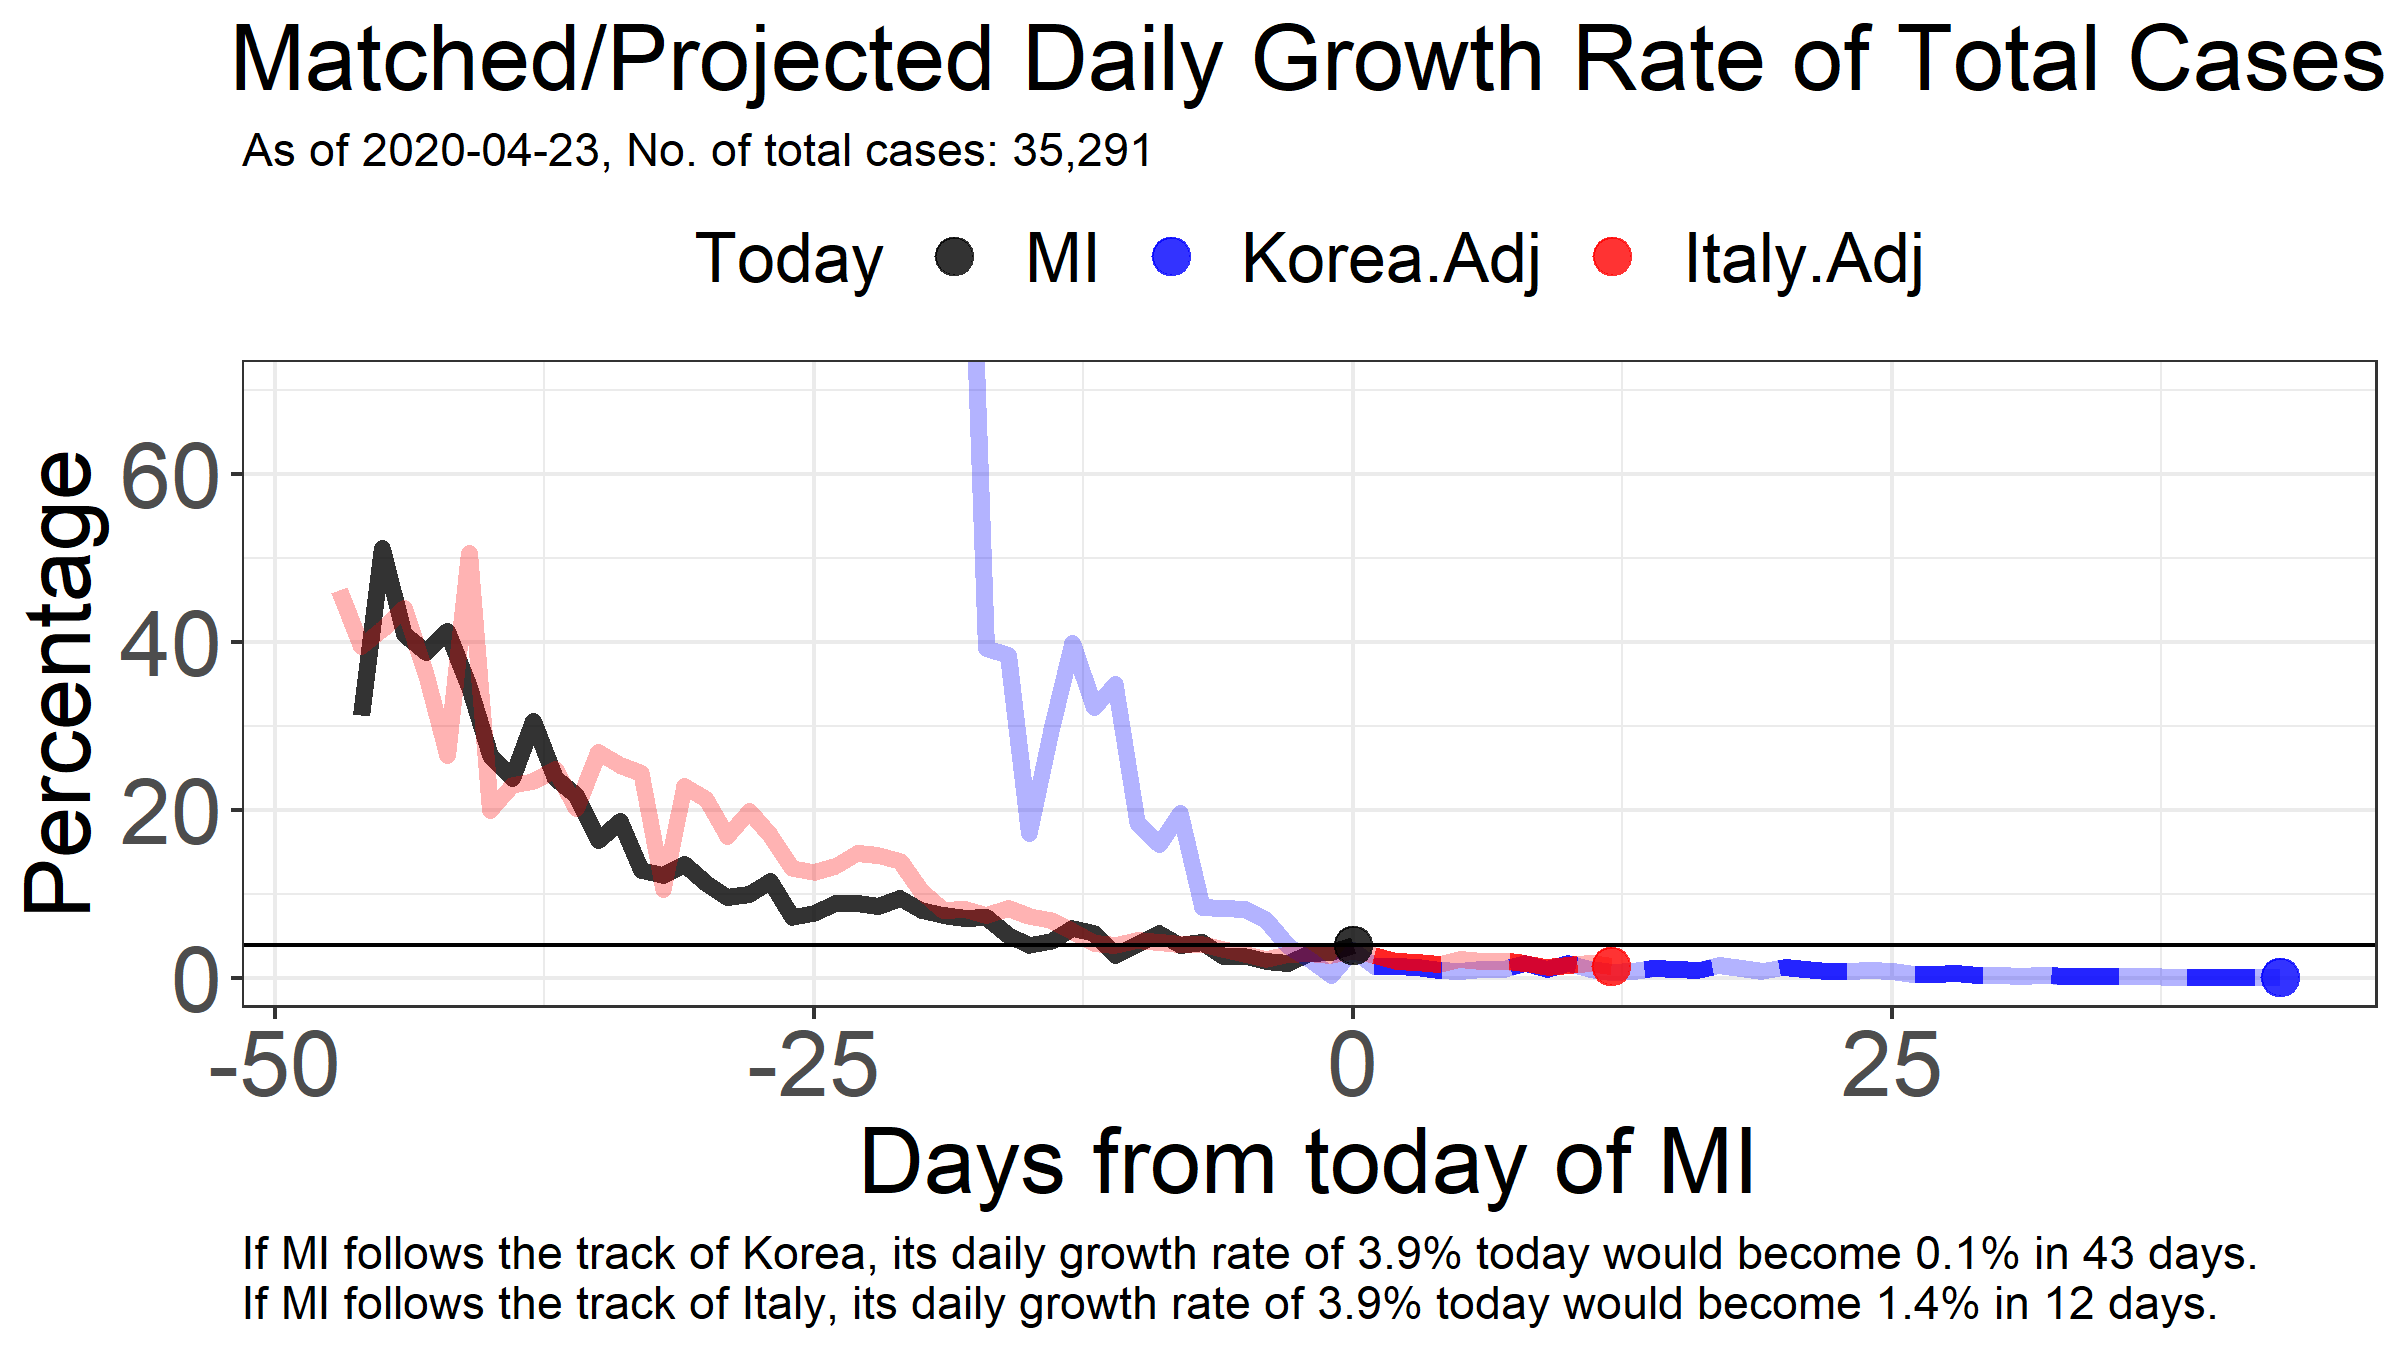 Matched/Projected Daily Growth Rate of Total Cases
As of 2020-04-23, No. of total cases: 35,291
Today MI Korea.Adj Italy.Adj
Percentage
60
40
20
0
-50 -25 0 25
Days from today of MI
If MI follows the track of Korea, its daily growth rate of 3.9% today would become 0.1% in 43 days.
If MI follows the track of Italy, its daily growth rate of 3.9% today would become 1.4% in 12 days.